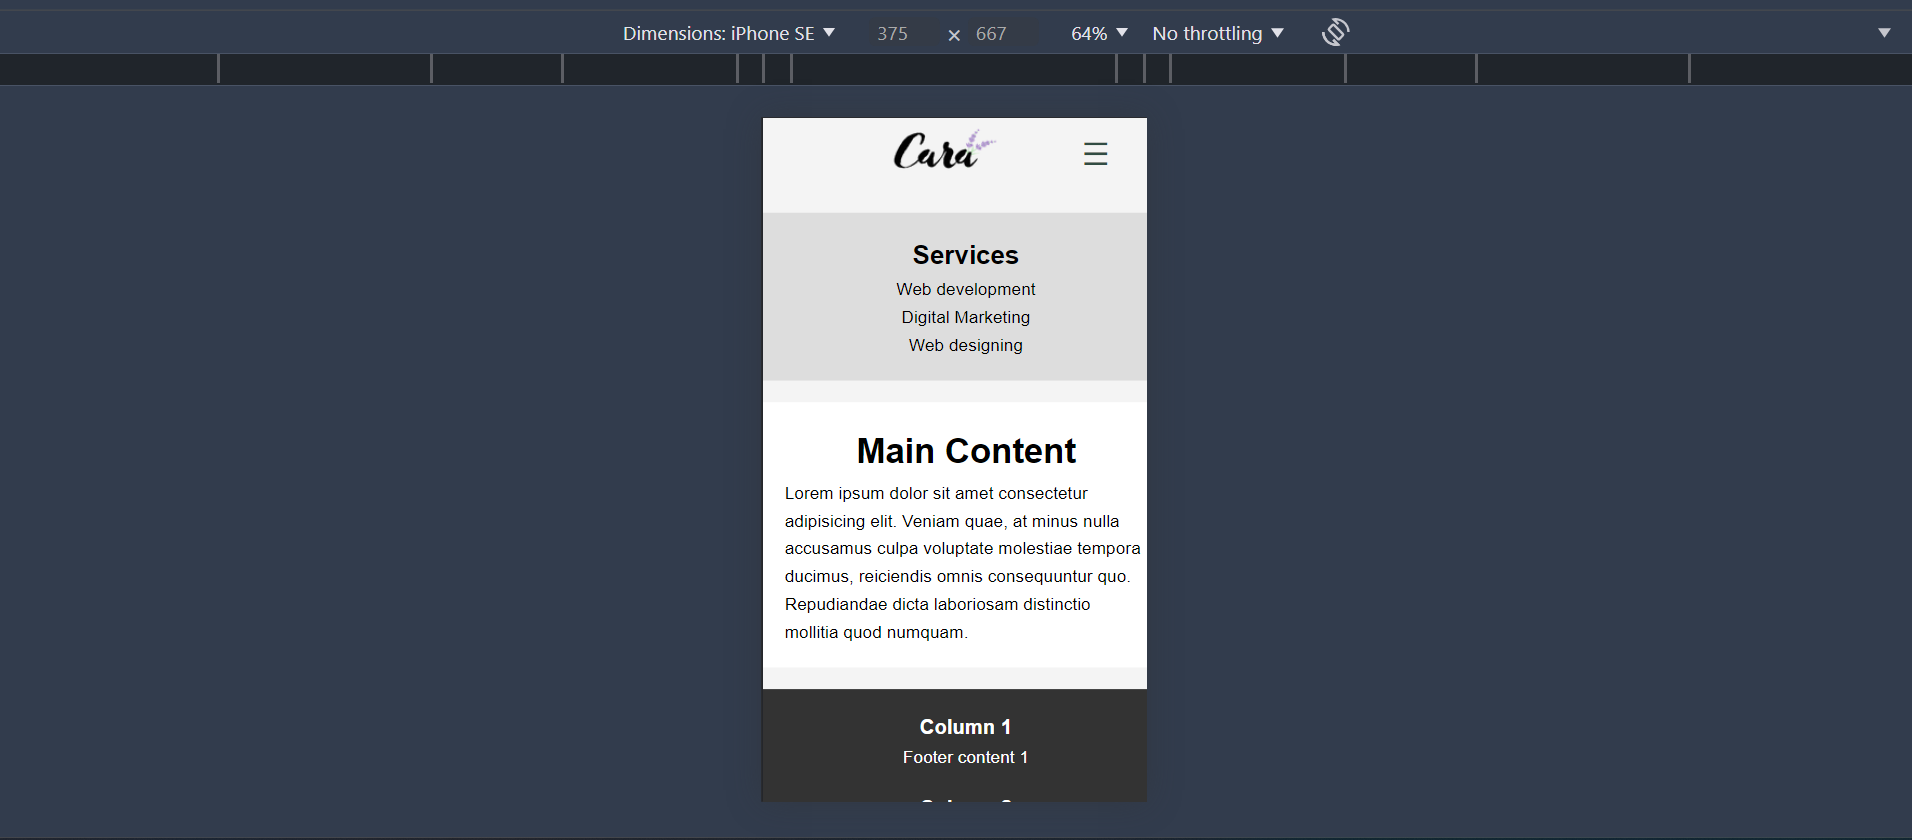 Dimensions: iPhone SE 375 × 667 64% No throttling
Cara
Services
Web development
Digital Marketing
Web designing
Main Content
Lorem ipsum dolor sit amet consectetur
adipisicing elit. Veniam quae, at minus nulla
accusamus culpa voluptate molestiae tempora
ducimus, reiciendis omnis consequuntur quo.
Repudiandae dicta laboriosam distinctio
mollitia quod numquam.
Column 1
Footer content 1